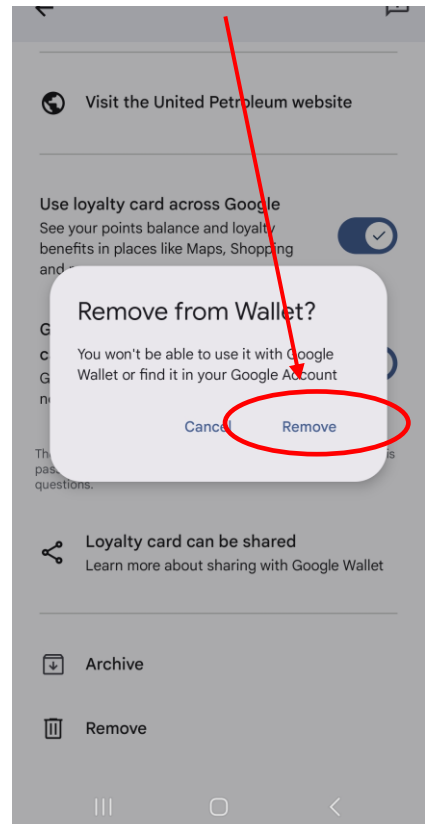 Visit the United Petroleum website
Use loyalty card across Google
See your points balance and loyalty
benefits in places like Maps, Shopping
and
Remove from Wallet?
You won't be able to use it with Google
Wallet or find it in your Google Account
Cancel Remove
questions.
Loyalty card can be shared
Learn more about sharing with Google Wallet
Archive
Remove